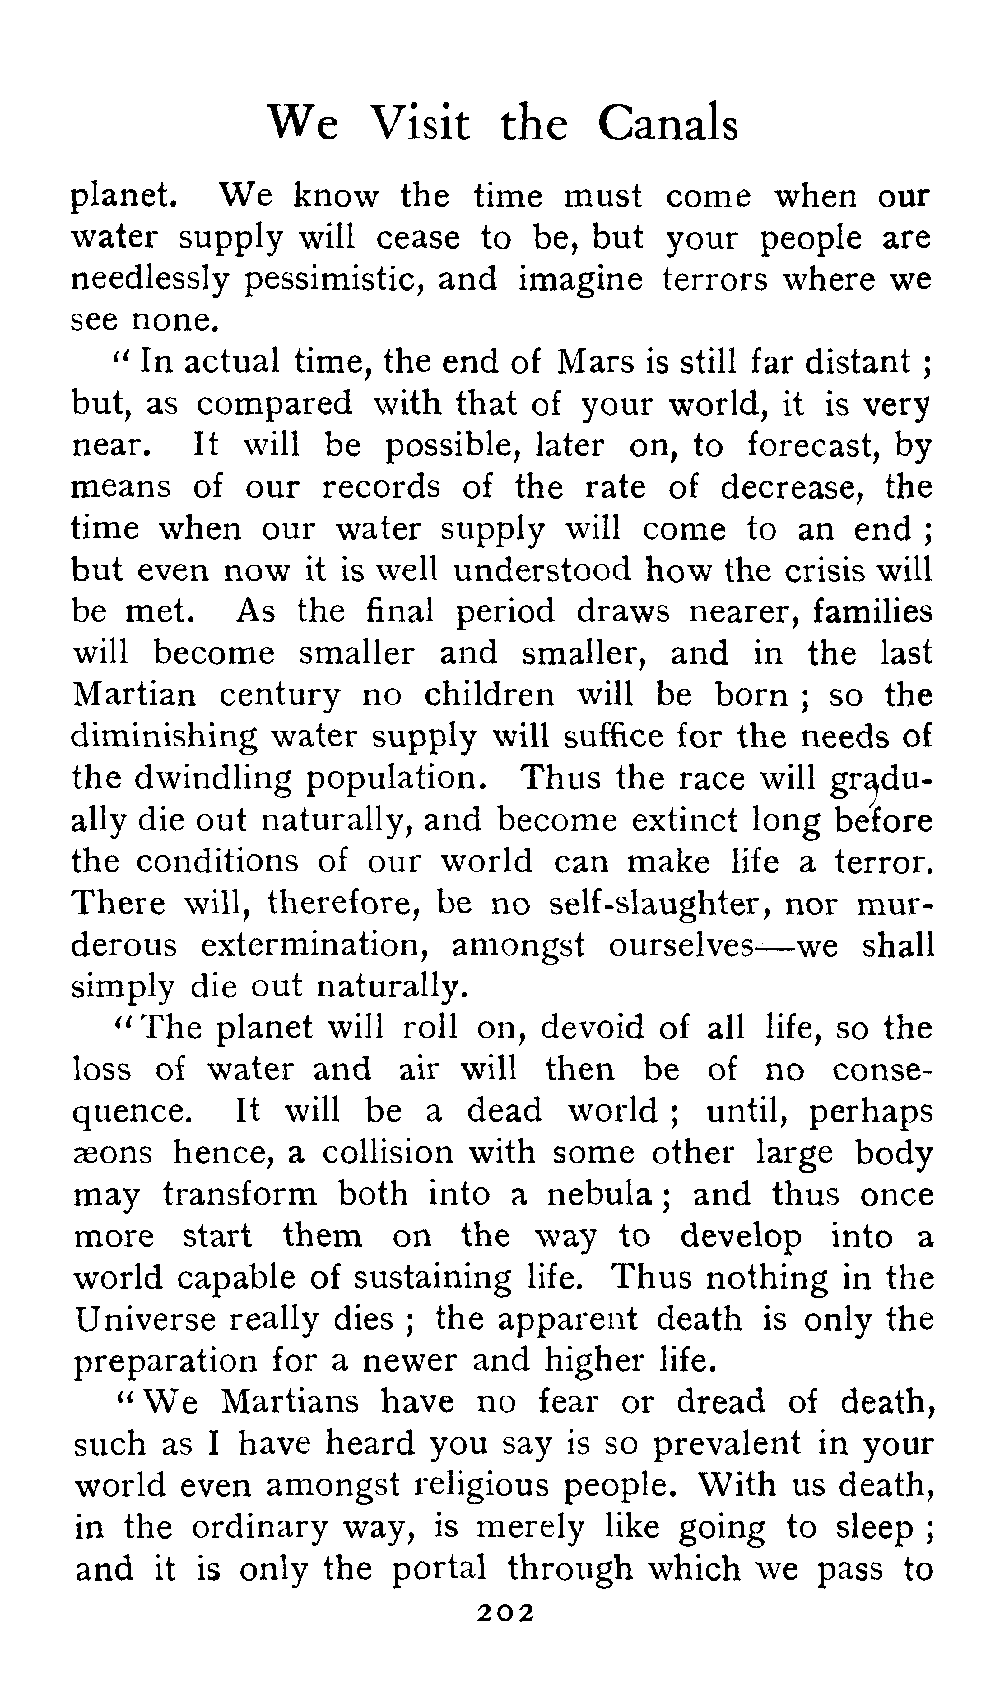 We Visit the Canals
planet. We know the time must come when our
water supply will cease to be, but your people are
needlessly pessimistic, and imagine terrors where we
see none.
“ In actual time, the end of Mars is still far distant ;
but, as compared with that of your world, it is very
near. It will be possible, later on, to forecast, by
means of our records of the rate of decrease, the
time when our water supply will come to an end ;
but even now it is well understood how the crisis will
be met. As the final period draws nearer, families
will become smaller and smaller, and in the last
Martian century no children will be born ; so the
diminishing water supply will suffice for the needs of
the dwindling population. Thus the race will gradu-
ally die out naturally, and become extinct long before
the conditions of our world can make life a terror.
There will, therefore, be no self-slaughter, nor mur-
derous extermination, amongst ourselves—we shall
simply die out naturally.
“ The planet will roll on, devoid of all life, so the
loss of water and air will then be of no conse-
quence. It will be a dead world ; until, perhaps
æons hence, a collision with some other large body
may transform both into a nebula ; and thus once
more start them on the way to develop into a
world capable of sustaining life. Thus nothing in the
Universe really dies ; the apparent death is only the
preparation for a newer and higher life.
“ We Martians have no fear or dread of death,
such as I have heard you say is so prevalent in your
world even amongst religious people. With us death,
in the ordinary way, is merely like going to sleep ;
and it is only the portal through which we pass to
202